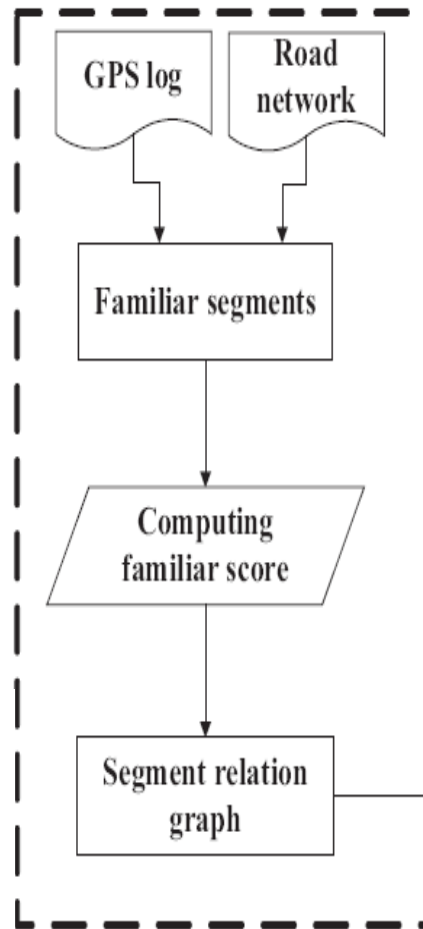 GPS log
Road
network
Familiar segments
Computing
familiar score
Segment relation
graph